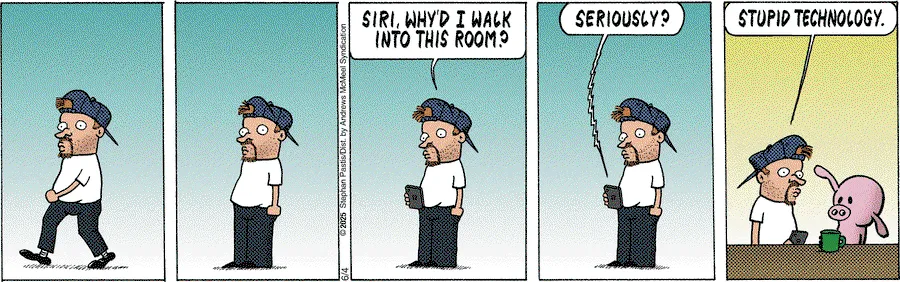 © 2025 Stephan Pastis/Dist. by Andrews McMeel Syndication
6/4
SIRI, WHY'D I WALK
INTO THIS ROOM?
SERIOUSLY?
STUPID TECHNOLOGY.